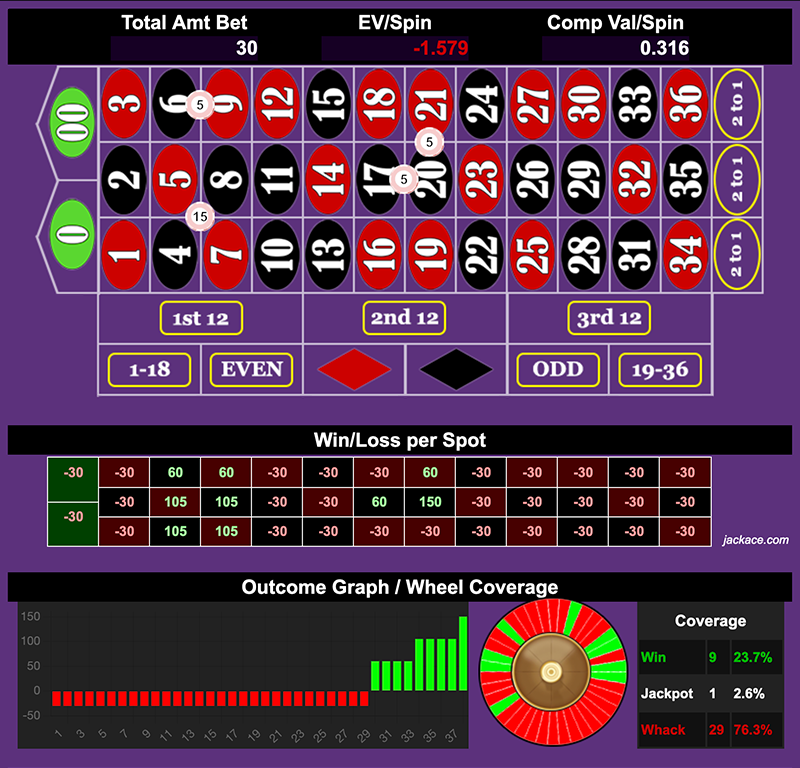 Total Amt Bet EV/Spin Comp Val/Spin
30 -1.579 0.316
00 3 6 5 9 12 15 18 21 24 27 30 33 36 2 to 1
5
2 5 8 11 14 17 5 20 23 26 29 32 35 2 to 1
15
0 1 4 7 10 13 16 19 22 25 28 31 34 2 to 1
1st 12 2nd 12 3rd 12
1-18 EVEN ODD 19-36
Win/Loss per Spot
-30 -30 60 60 -30 -30 -30 60 -30 -30 -30 -30 -30
-30 -30 105 105 -30 -30 60 150 -30 -30 -30 -30 -30
-30 105 105 -30 -30 -30 -30 -30 -30 -30 -30 -30
jackace.com
Outcome Graph / Wheel Coverage
150
100
50
0
-50
1 3 5 7 9 11 13 15 17 19 21 23 25 27 29 31 33 35 37
Coverage
Win 9 23.7%
Jackpot 1 2.6%
Whack 29 76.3%